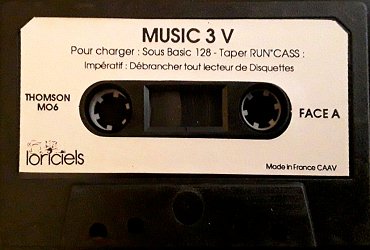 MUSIC 3 V
Pour charger : Sous Basic 128 - Taper RUN"CASS :
Impératif : Débrancher tout lecteur de Disquettes
THOMSON
MO6
FACE A
loriciels
Made in France CAAV